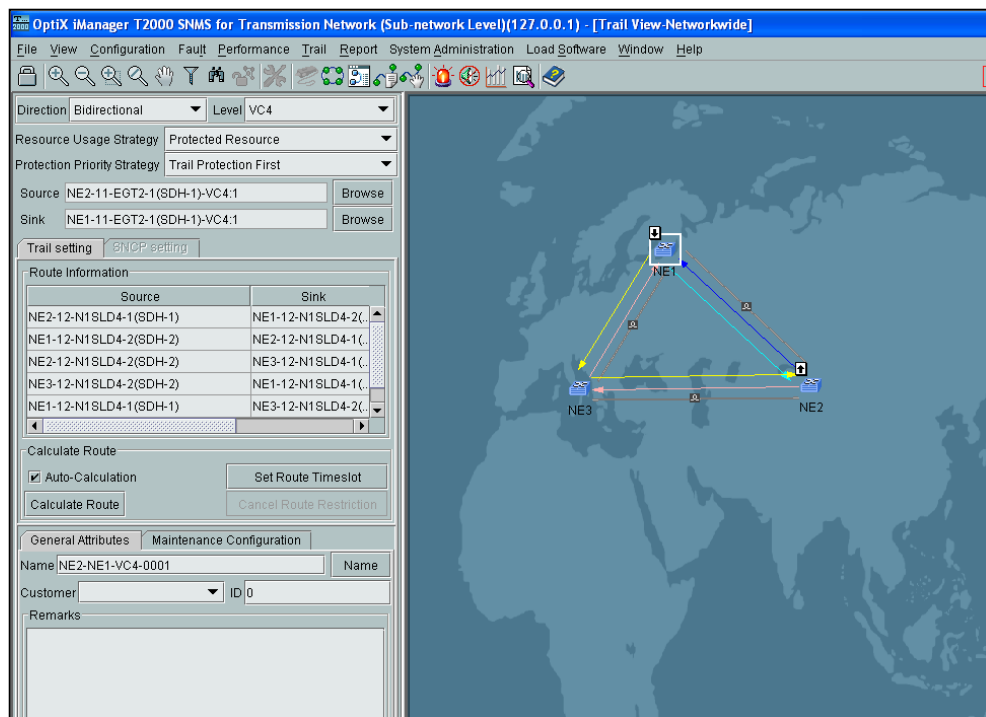 OptiX iManager T2000 SNMS for Transmission Network (Sub-network Level)(127.0.0.1) - [Trail View-Networkwide]
File View Configuration Fault Performance Trail Report System Administration Load Software Window Help
Direction Bidirectional Level VC4
Resource Usage Strategy Protected Resource
Protection Priority Strategy Trail Protection First
Source NE2-11-EGT2-1(SDH-1)-VC4:1 Browse
Sink NE1-11-EGT2-1(SDH-1)-VC4:1 Browse
Trail setting SNCP setting
Route Information
Source Sink
NE2-12-N1SLD4-1(SDH-1) NE1-12-N1SLD4-2(..
NE1-12-N1SLD4-2(SDH-2) NE2-12-N1SLD4-1(..
NE2-12-N1SLD4-2(SDH-2) NE3-12-N1SLD4-1(..
NE3-12-N1SLD4-2(SDH-2) NE1-12-N1SLD4-1(..
NE1-12-N1SLD4-1(SDH-1) NE3-12-N1SLD4-2(..
Calculate Route
Auto-Calculation Set Route Timeslot
Calculate Route Cancel Route Restriction
General Attributes Maintenance Configuration
Name NE2-NE1-VC4-0001 Name
Customer ID 0
Remarks
NE1
NE3
NE2